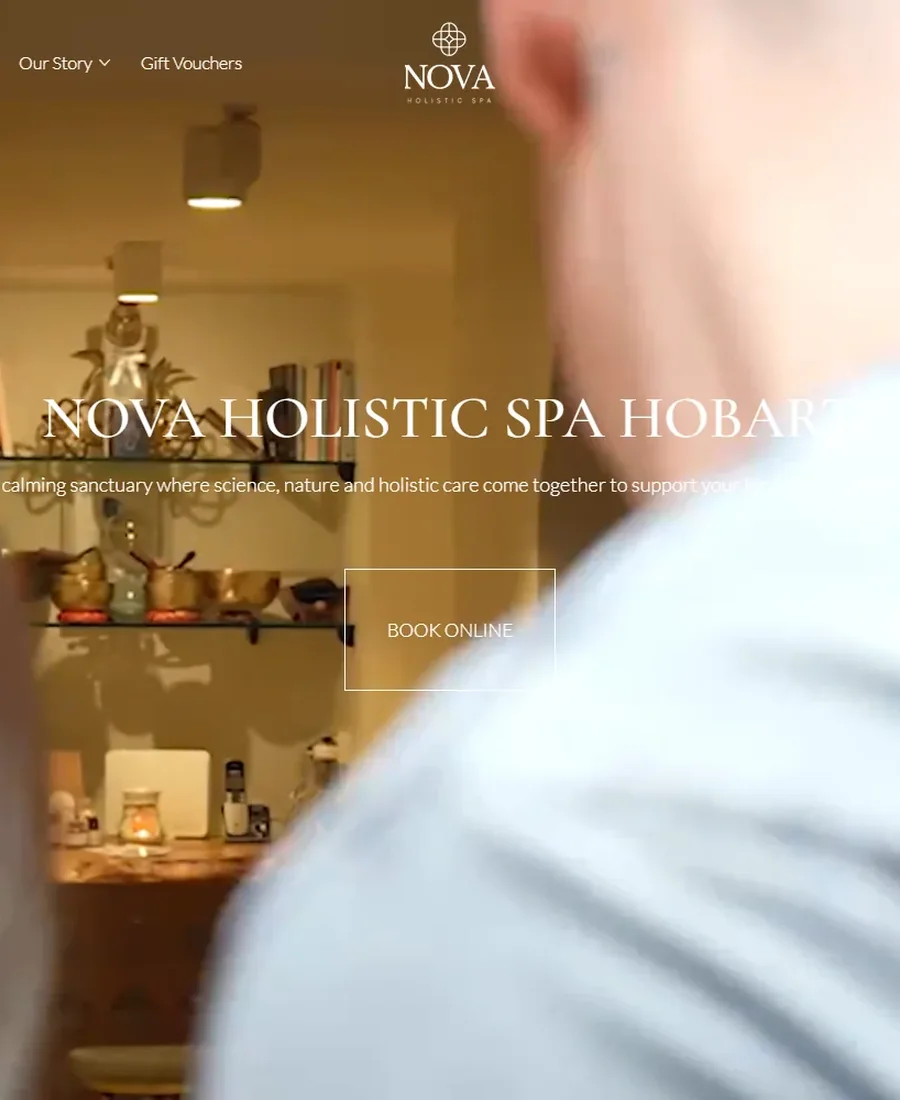 Our Story
Gift Vouchers
NOVA
HOLISTIC SPA
NOVA HOLISTIC SPA HOBART
calming sanctuary where science, nature and holistic care come together to support your
BOOK ONLINE